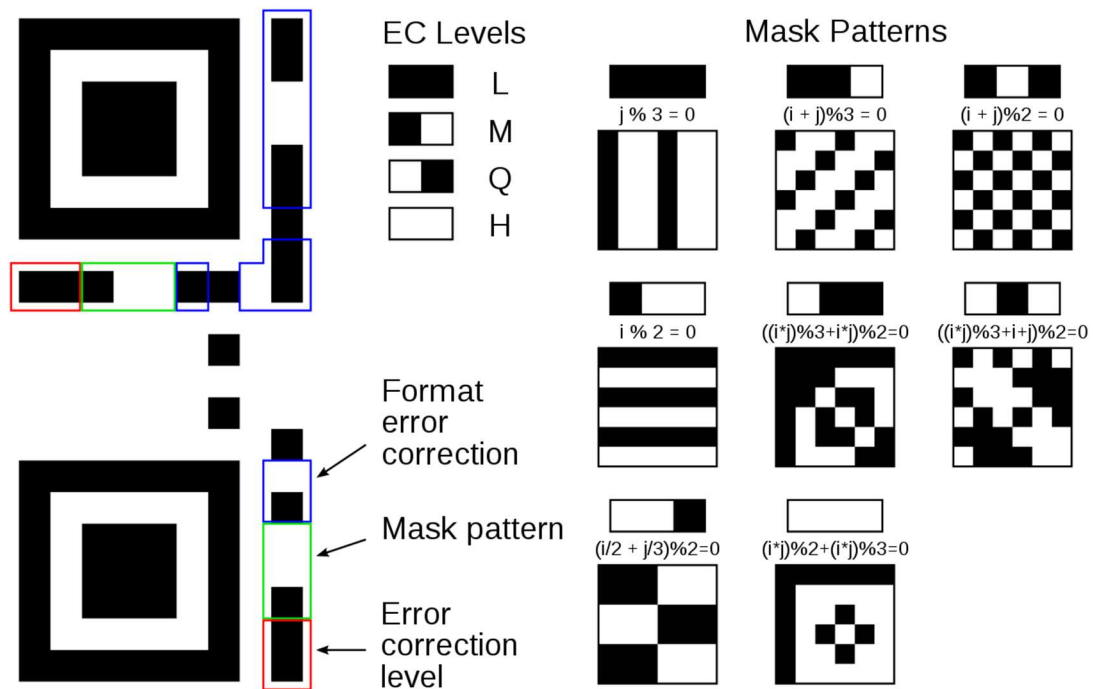 EC Levels
L
M
Q
H
Format
error
correction
Mask pattern
Error
correction
level
Mask Patterns
j % 3 = 0
(i + j)%3 = 0
(i + j)%2 = 0
i % 2 = 0
((i*j)%3+i*j)%2=0
((i*j)%3+i+j)%2=0
(i/2 + j/3)%2=0
(i*j)%2+(i*j)%3=0